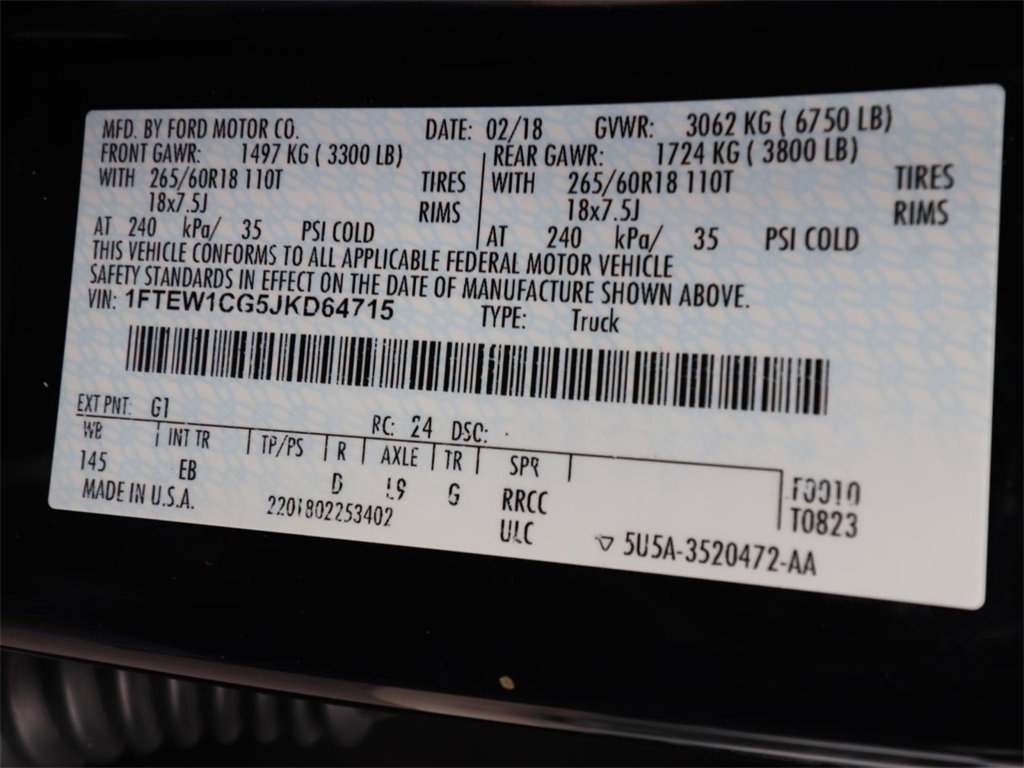 MFD. BY FORD MOTOR CO. DATE: 02/18 GVWR: 3062 KG ( 6750 LB)
FRONT GAWR: 1497 KG ( 3300 LB) REAR GAWR: 1724 KG ( 3800 LB)
WITH 265/60R18 110T TIRES WITH 265/60R18 110T TIRES
18x7.5J RIMS 18x7.5J RIMS
AT 240 kPa/ 35 PSI COLD AT 240 kPa/ 35 PSI COLD
THIS VEHICLE CONFORMS TO ALL APPLICABLE FEDERAL MOTOR VEHICLE
SAFETY STANDARDS IN EFFECT ON THE DATE OF MANUFACTURE SHOWN ABOVE.
VIN: 1FTEW1CG5JKD64715 TYPE: Truck
EXT PNT: G1 RC: 24 DSC:
WB INT TR TP/PS R AXLE TR SPR
145 EB D L9 G RRCC F0010
MADE IN U.S.A. 2201802253402 ULC T0823
5U5A-3520472-AA